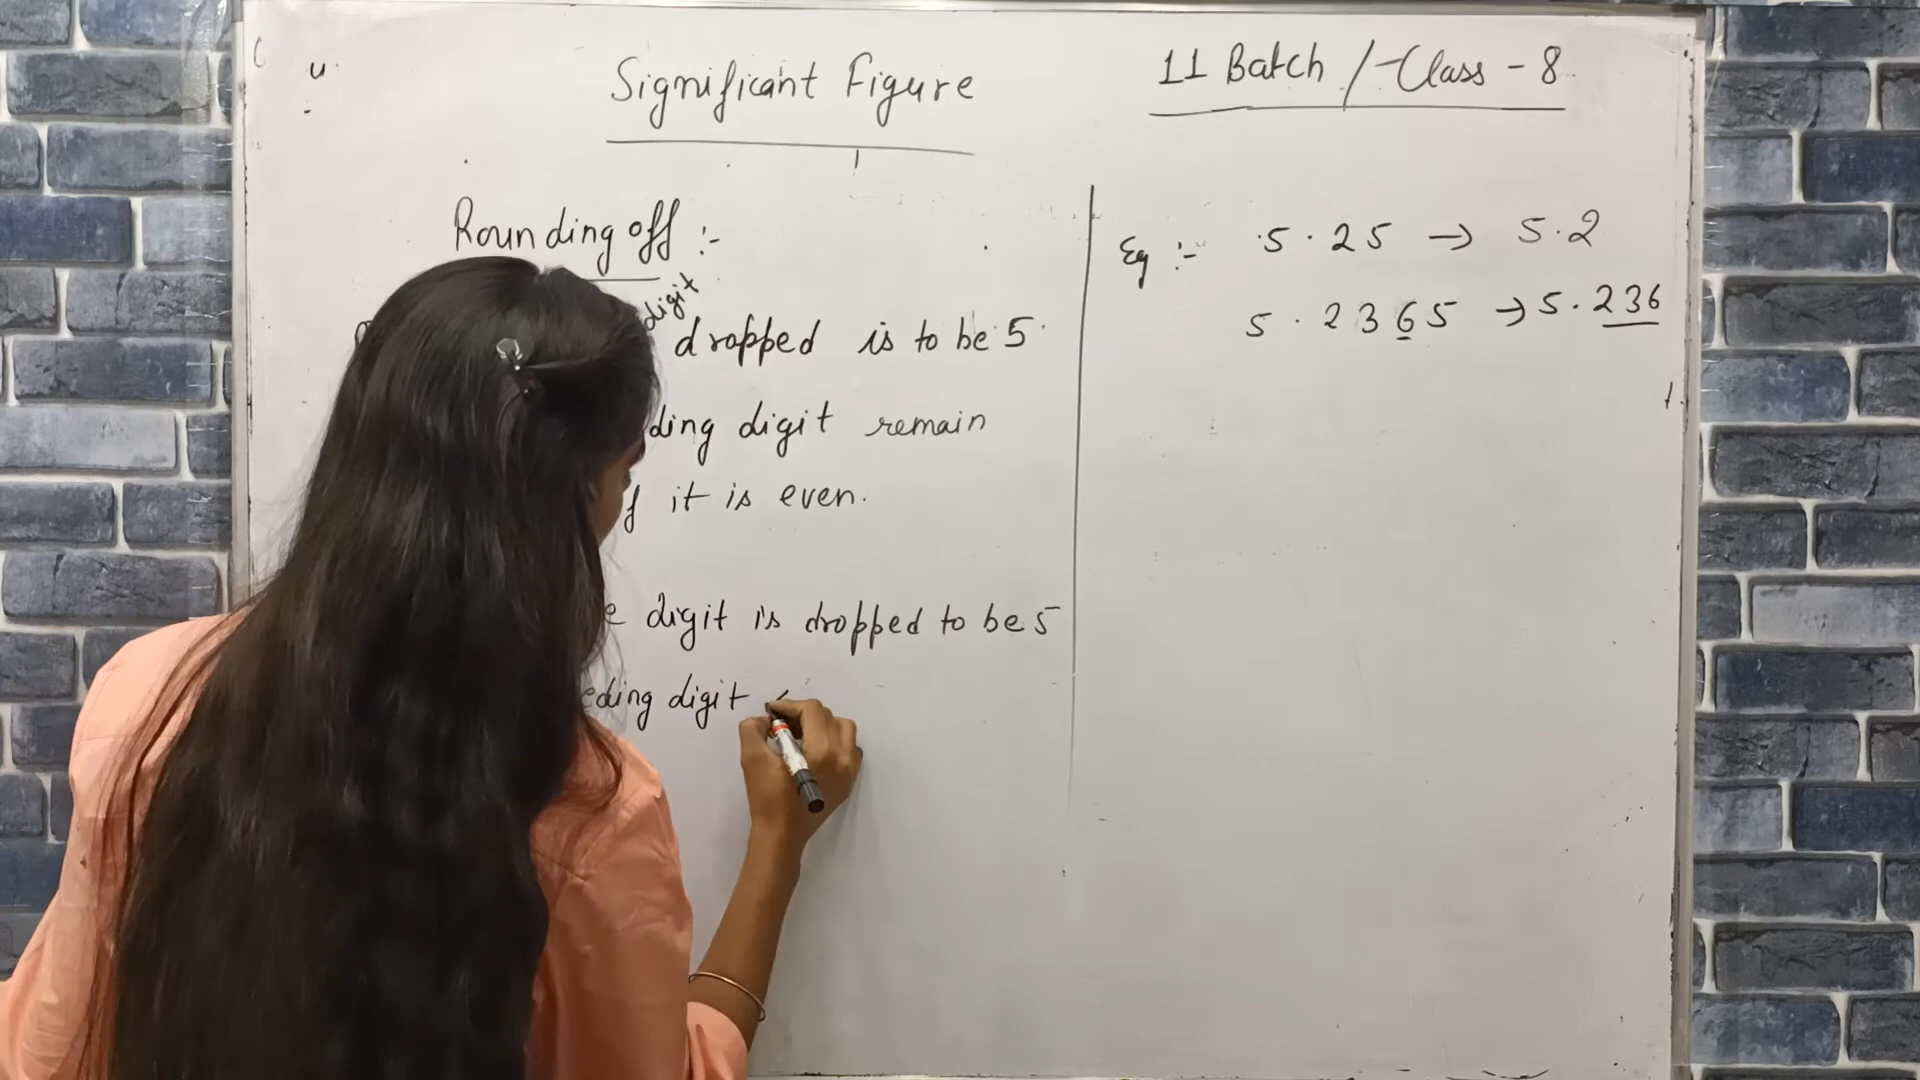 Significant Figure
11 Batch / Class - 8
Rounding off :-
digit
dropped is to be 5
ding digit remain
f it is even.
e digit is dropped to be 5
eding digit
Eg :- 5.25 → 5.2
5.2365 → 5.236